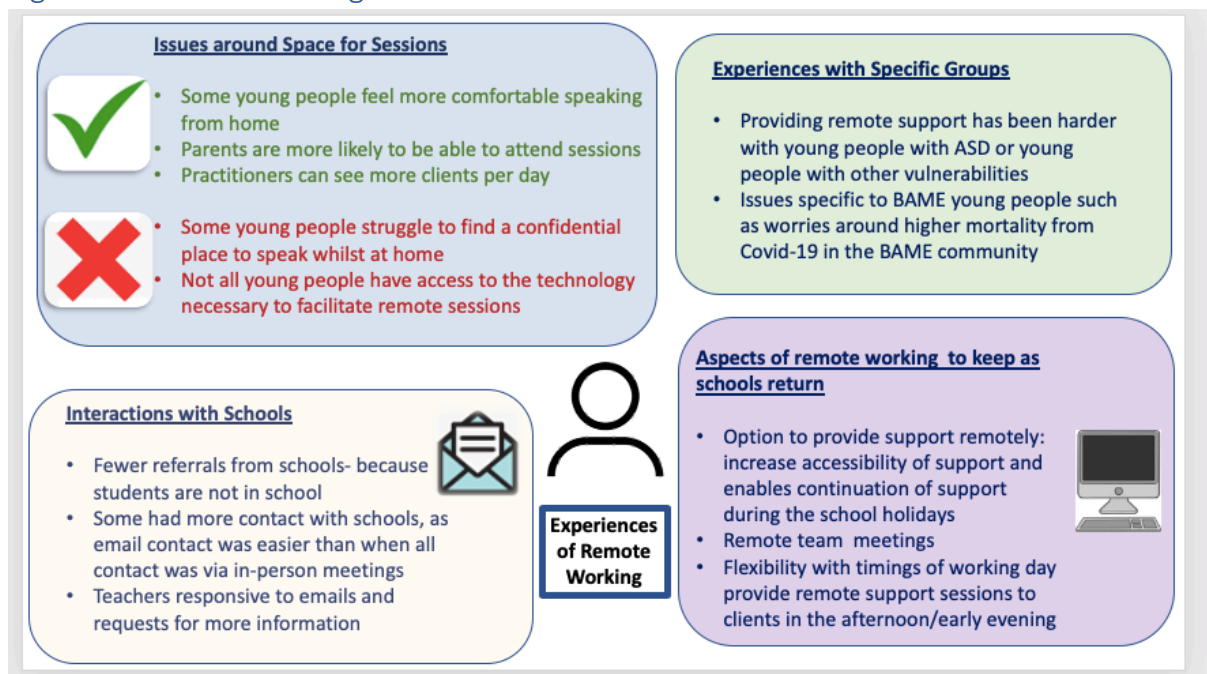 Issues around Space for Sessions
Some young people feel more comfortable speaking
from home
Parents are more likely to be able to attend sessions
Practitioners can see more clients per day
Some young people struggle to find a confidential
place to speak whilst at home
Not all young people have access to the technology
necessary to facilitate remote sessions
Experiences with Specific Groups
Providing remote support has been harder
with young people with ASD or young
people with other vulnerabilities
Issues specific to BAME young people such
as worries around higher mortality from
Covid-19 in the BAME community
Interactions with Schools
Fewer referrals from schools- because
students are not in school
Some had more contact with schools, as
email contact was easier than when all
contact was via in-person meetings
Teachers responsive to emails and
requests for more information
Experiences
of Remote
Working
Aspects of remote working to keep as
schools return
Option to provide support remotely:
increase accessibility of support and
enables continuation of support
during the school holidays
Remote team meetings
Flexibility with timings of working day
provide remote support sessions to
clients in the afternoon/early evening